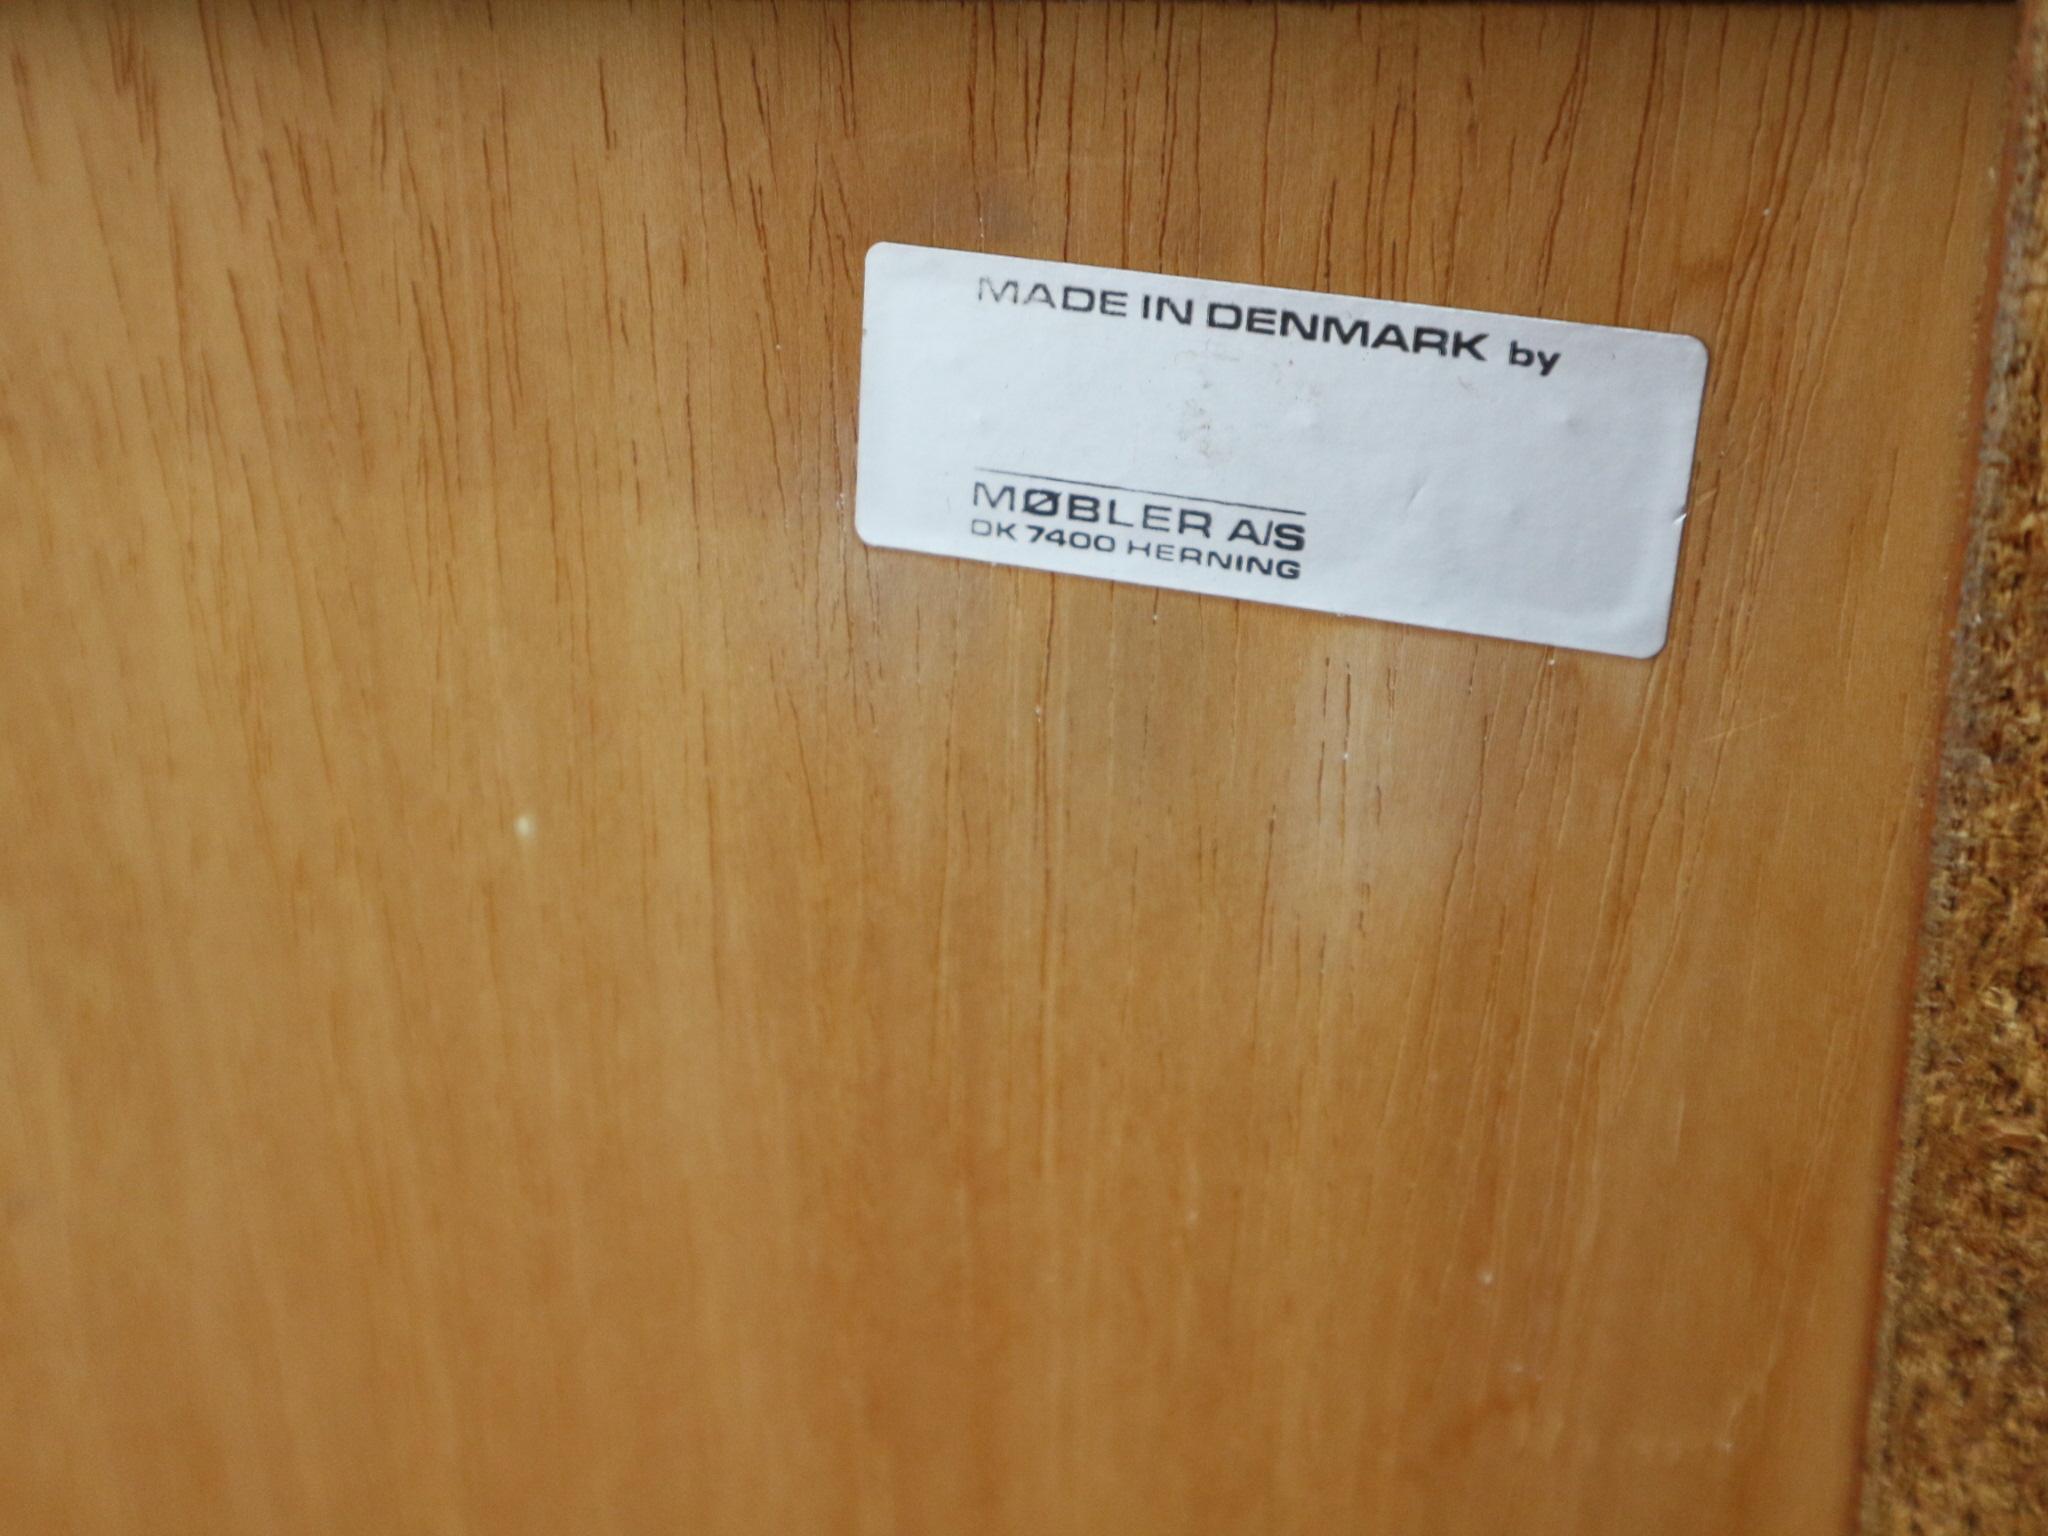 MADE IN DENMARK by
MØBLER A/S
DK 7400 HERNING